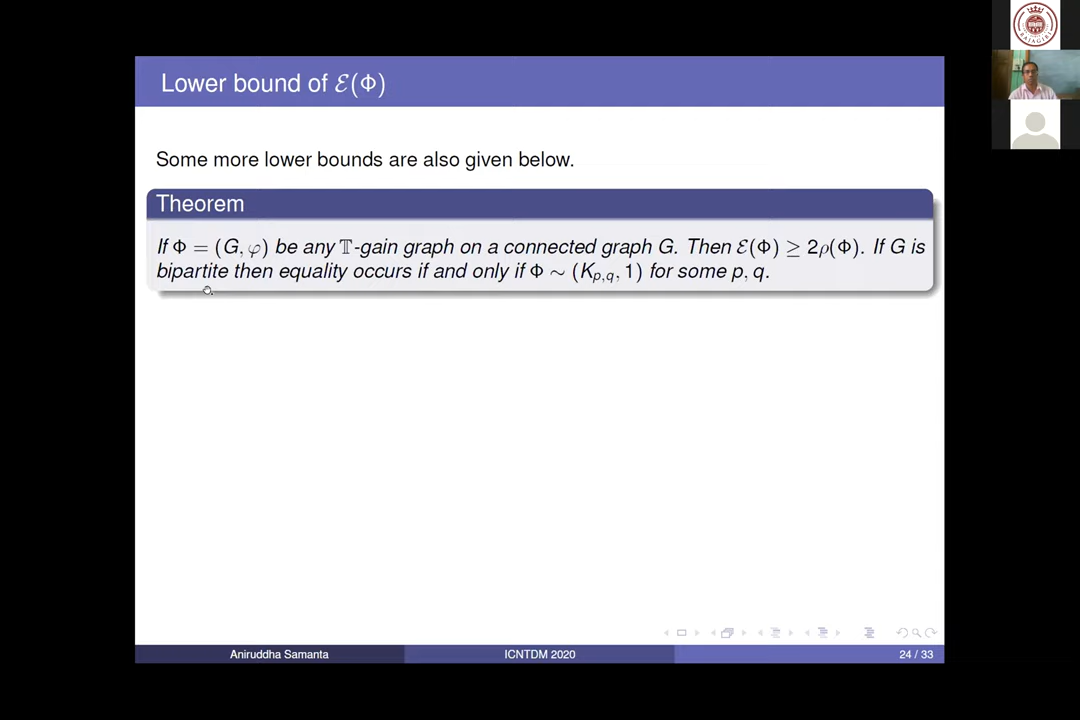 Lower bound of ℰ(Φ)
Some more lower bounds are also given below.
Theorem
If Φ = (G, φ) be any 𝕋-gain graph on a connected graph G. Then ℰ(Φ) ≥ 2ρ(Φ). If G is
bipartite then equality occurs if and only if Φ ∼ (K_{p,q}, 1) for some p, q.
Aniruddha Samanta
ICNTDM 2020
24 / 33
RAJAGIRI